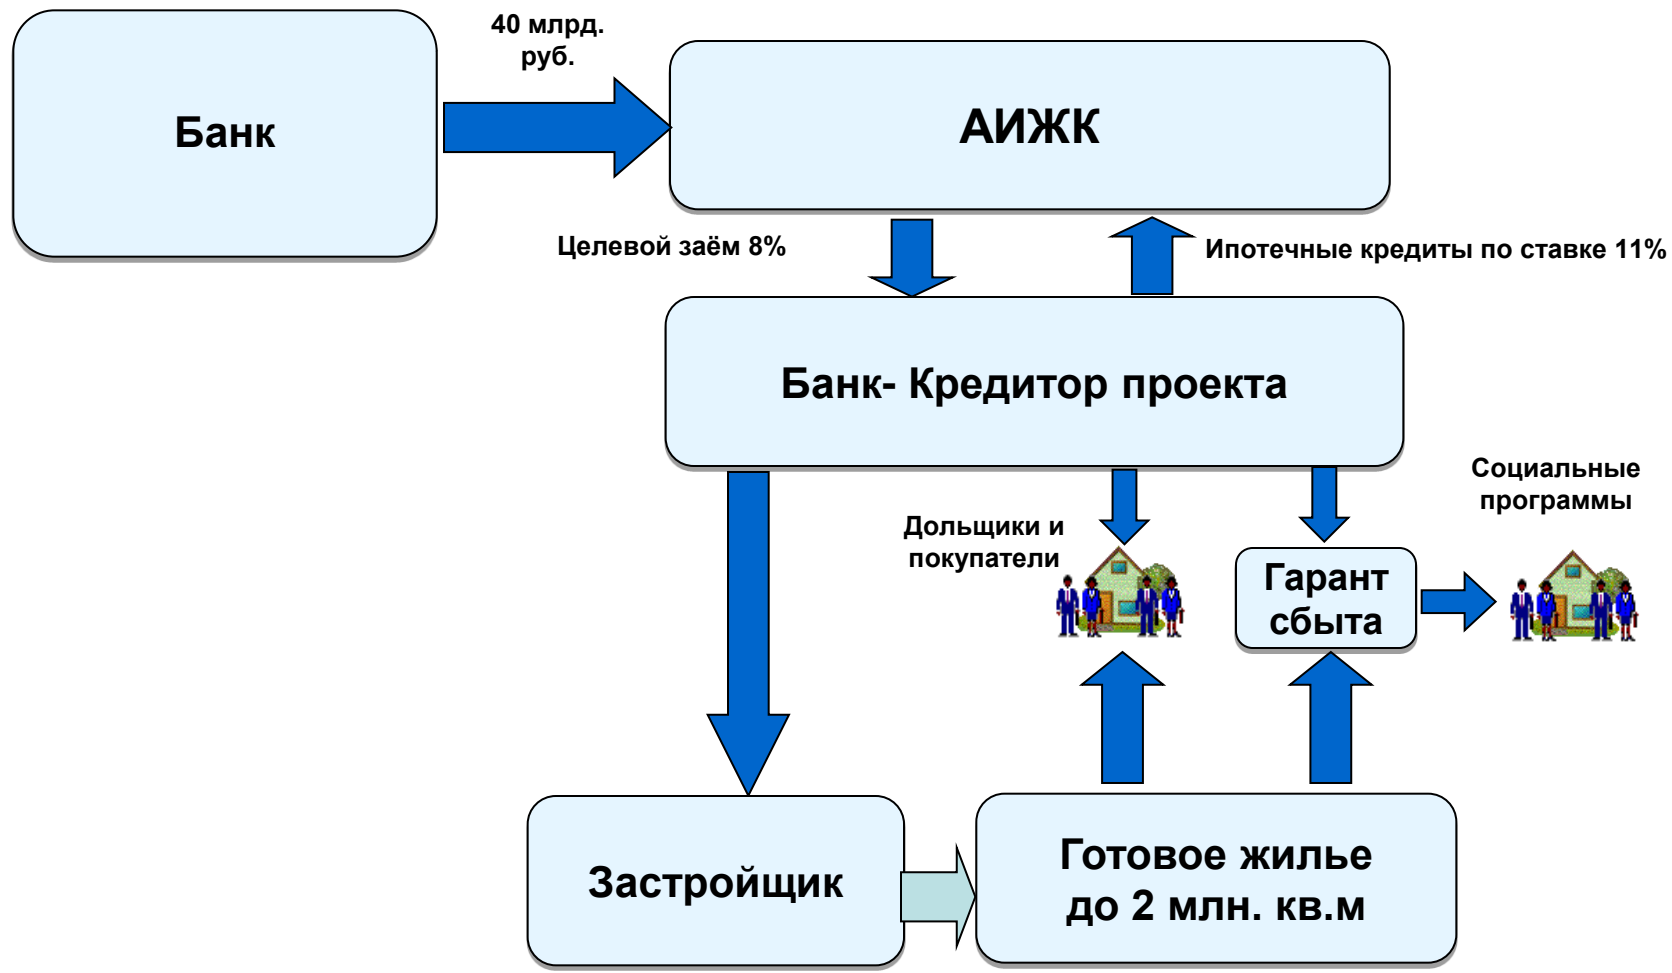 40 млрд.
руб.
Банк
АИЖК
Целевой заём 8%
Ипотечные кредиты по ставке 11%
Банк- Кредитор проекта
Социальные
программы
Дольщики и
покупатели
Гарант
сбыта
Застройщик
Готовое жилье
до 2 млн. кв.м